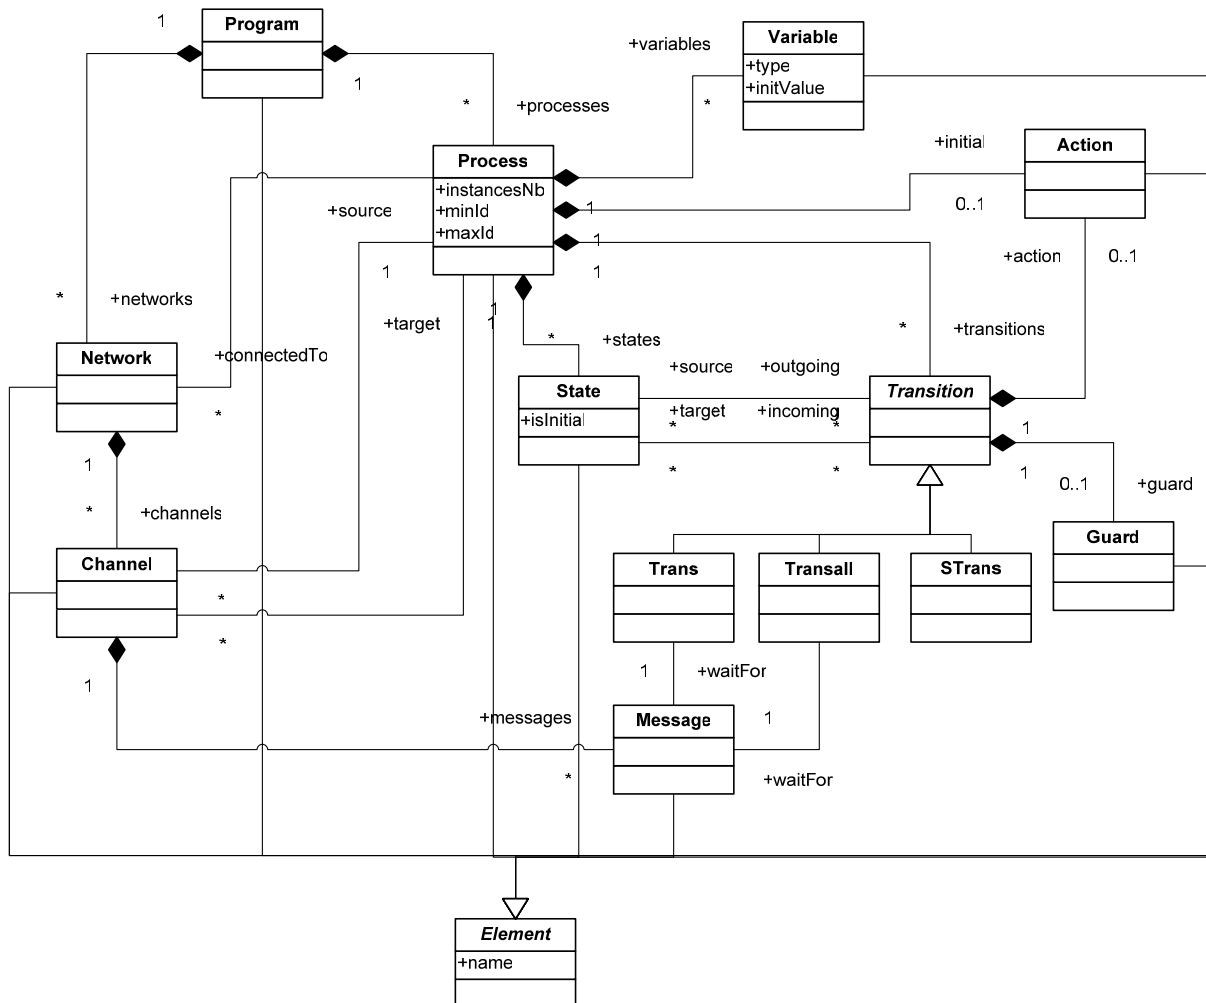 1
Program
+variables
Variable
+type
+initValue
1
*
+processes
*
+initial
Action
Process
+instancesNb
+minId
+maxId
+source
1
0..1
1
+action
0..1
1
1
*
+networks
+target
1
1
*
+transitions
*
+states
Network
+connectedTo
*
+source
+outgoing
State
+isInitial
Transition
+target
+incoming
1
*
*
1
1
*
*
1
0..1
+guard
*
+channels
Guard
Channel
*
*
Trans
Transall
STrans
1
1
+waitFor
+messages
Message
1
*
+waitFor
Element
+name